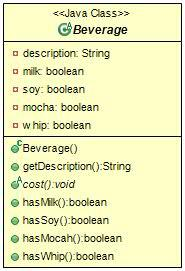 <<Java Class>>
Beverage
description: String
milk: boolean
soy: boolean
mocha: boolean
whip: boolean
Beverage()
getDescription():String
cost():void
hasMilk():boolean
hasSoy():boolean
hasMocah():boolean
hasWhip():boolean